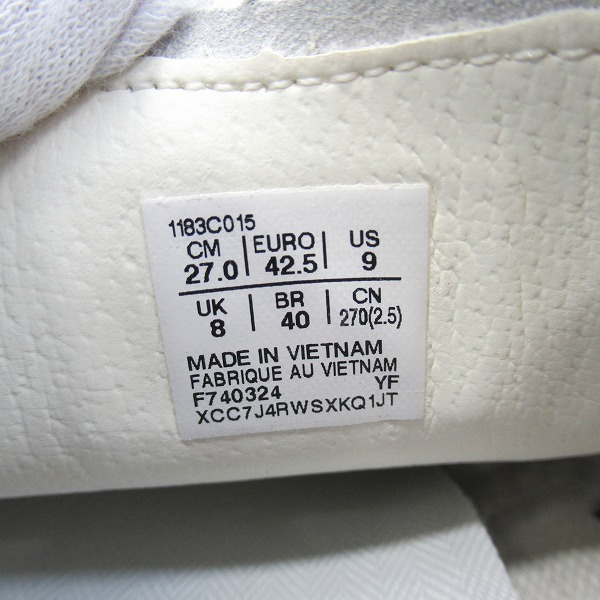 1183C015
CM | EURO | US
27.0 | 42.5 | 9
UK | BR | CN
8 | 40 | 270(2.5)
MADE IN VIETNAM
FABRIQUE AU VIETNAM
F740324 YF
XCC7J4RWSXKQ1JT